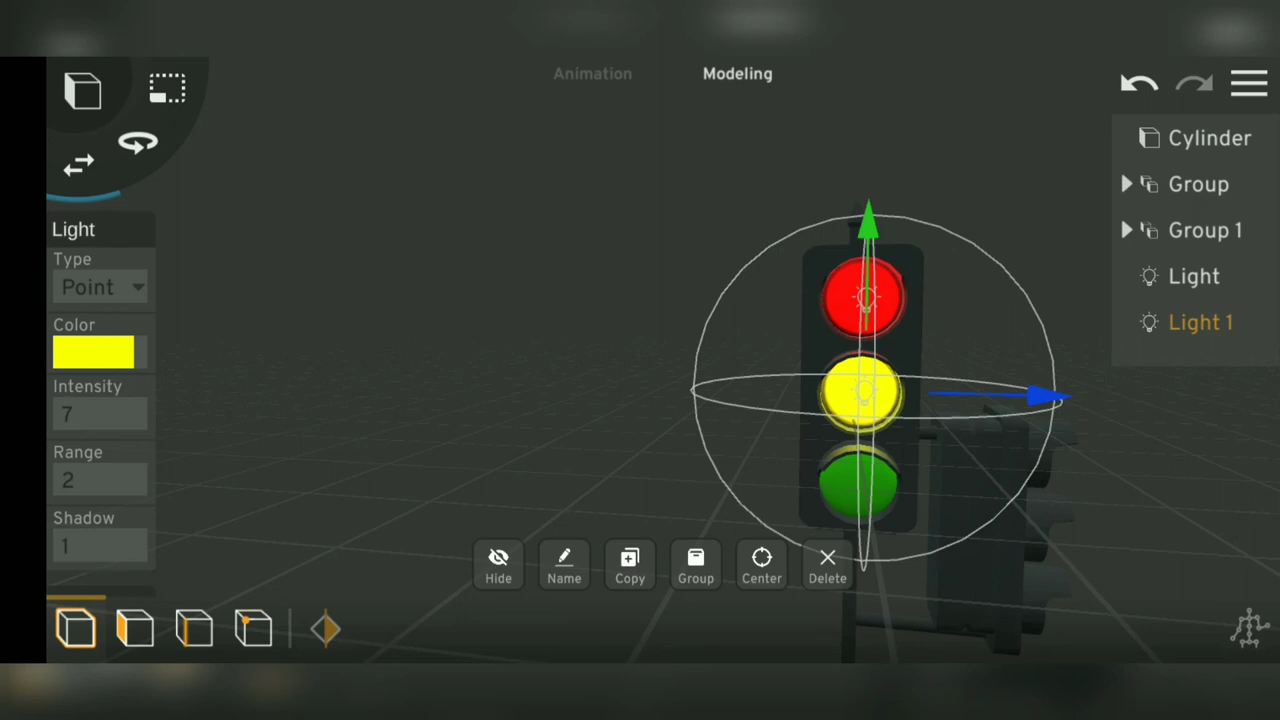 Animation Modeling
Light
Type
Point
Color
Intensity
7
Range
2
Shadow
1
Cylinder
Group
Group 1
Light
Light 1
Hide Name Copy Group Center Delete